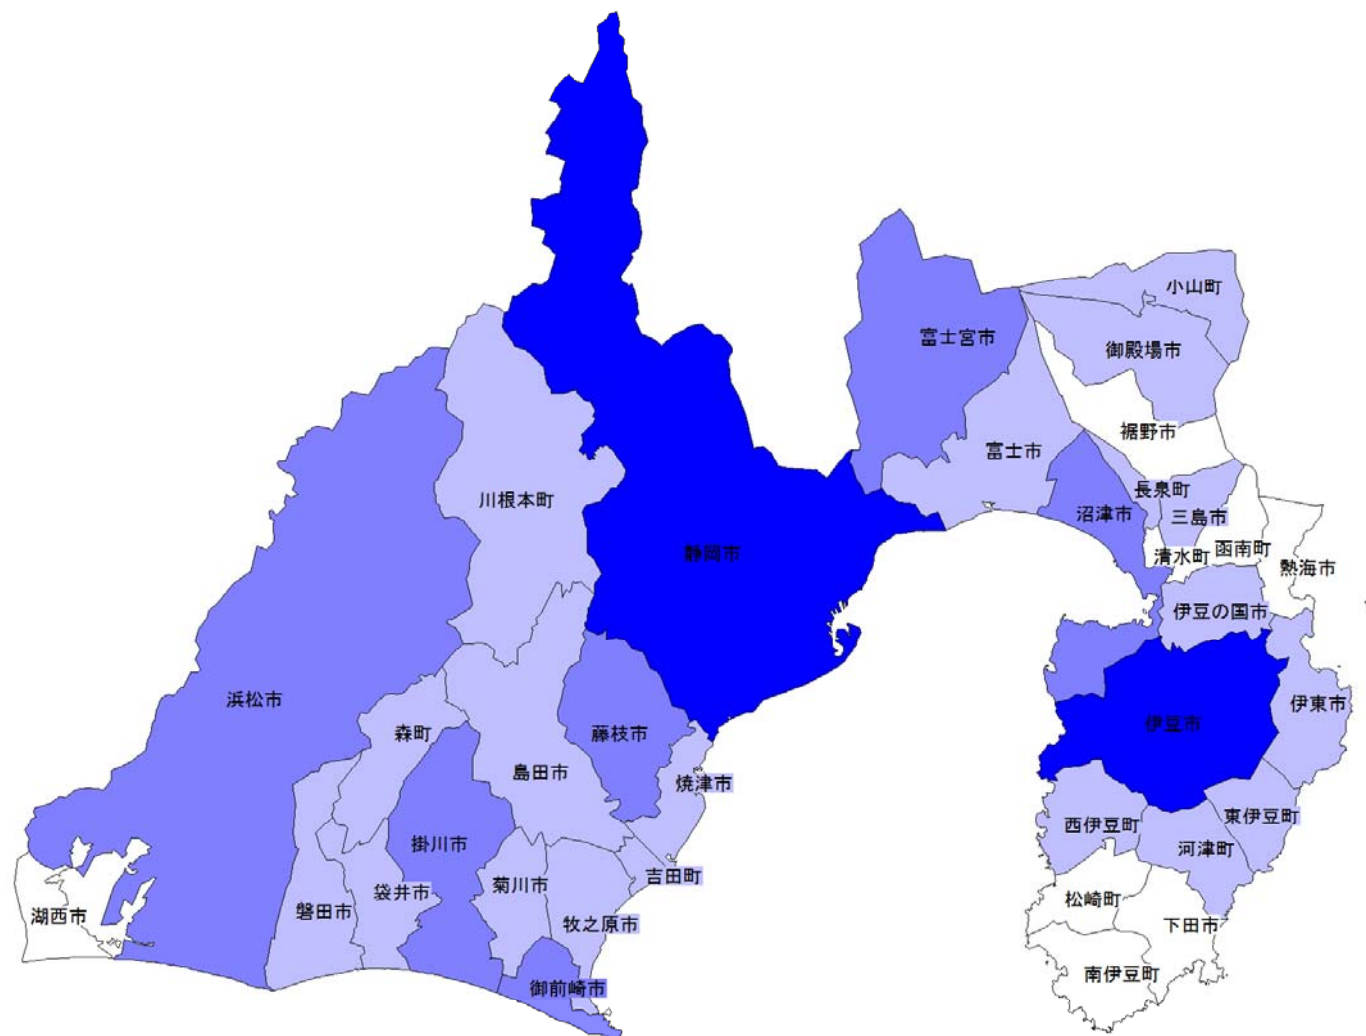 小山町
富士宮市
御殿場市
裾野市
富士市
川根本町
長泉町
沼津市
三島市
静岡市
清水町
函南町
熱海市
伊豆の国市
浜松市
伊東市
伊豆市
森町
藤枝市
島田市
焼津市
東伊豆町
西伊豆町
掛川市
河津町
吉田町
菊川市
袋井市
松崎町
磐田市
湖西市
牧之原市
下田市
南伊豆町
御前崎市